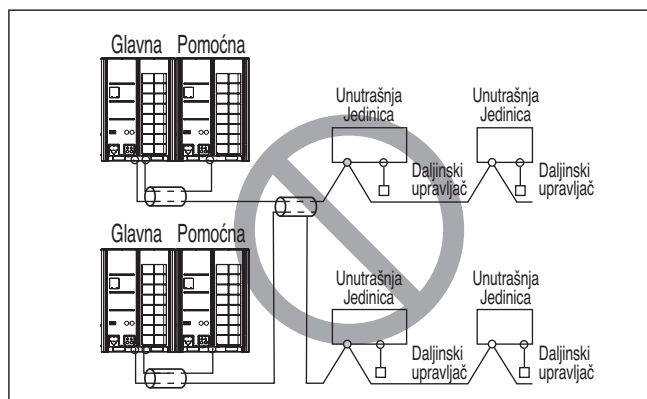 Glavna Pomoćna
Unutrašnja
Jedinica
Unutrašnja
Jedinica
Daljinski
upravljač
Daljinski
upravljač
Glavna Pomoćna
Unutrašnja
Jedinica
Unutrašnja
Jedinica
Daljinski
upravljač
Daljinski
upravljač